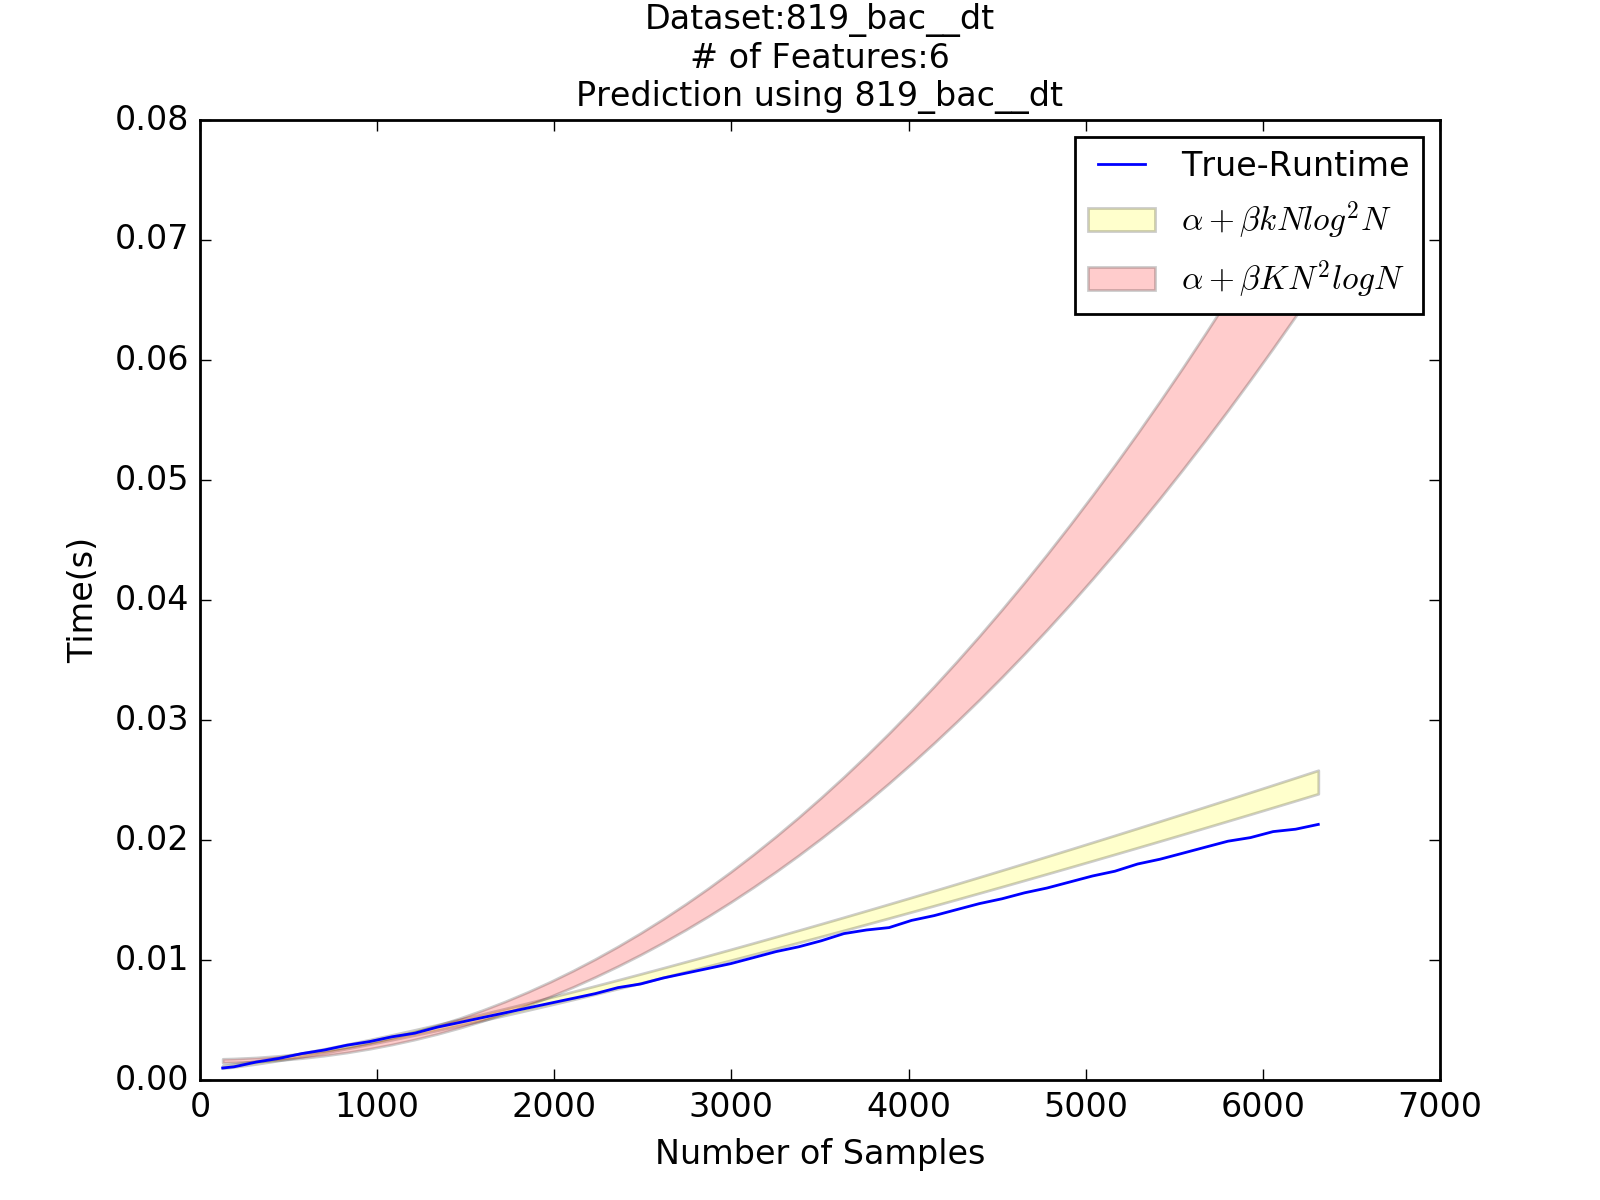 Dataset:819_bac__dt
# of Features:6
Prediction using 819_bac__dt
0.08
0.07
0.06
0.05
0.04
0.03
0.02
0.01
0.00
Time(s)
True-Runtime
α + βkNlog²N
α + βKN²logN
0 1000 2000 3000 4000 5000 6000 7000
Number of Samples